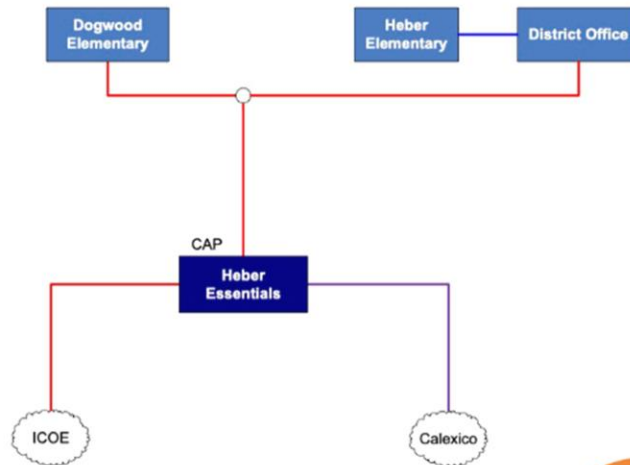 Dogwood
Elementary
Heber
Elementary
District Office
CAP
Heber
Essentials
ICOE
Calexico